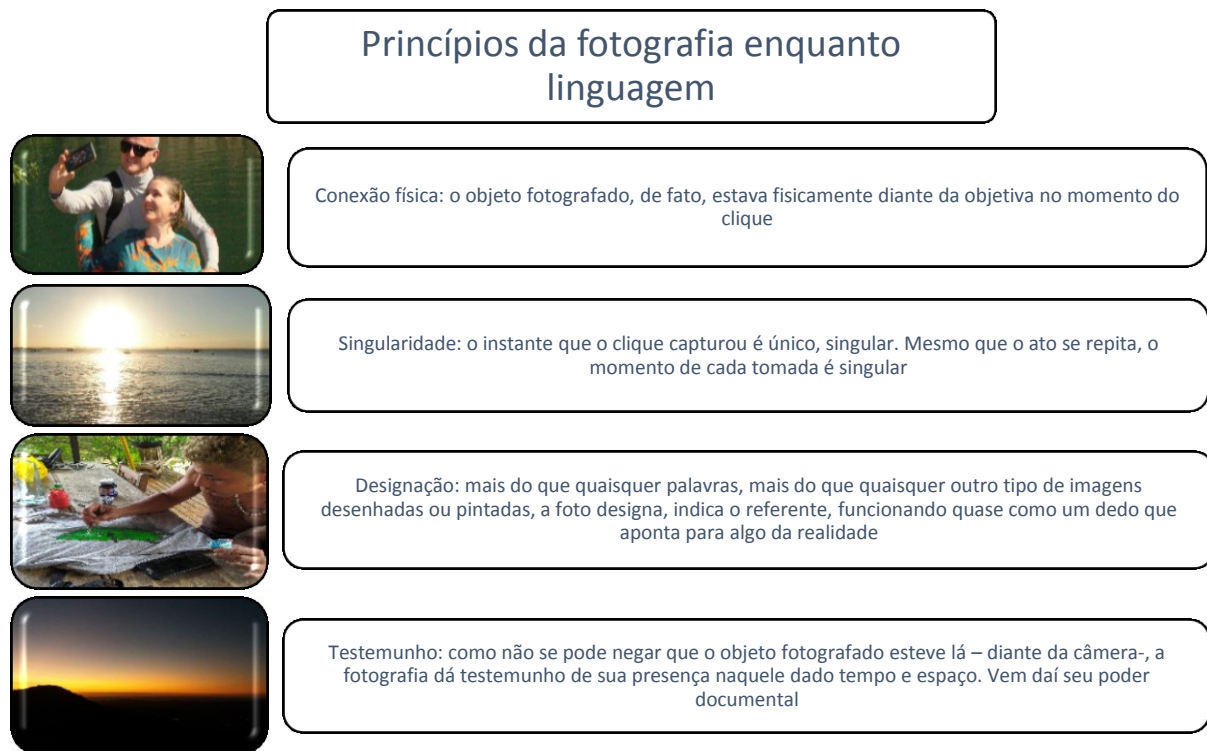 Princípios da fotografia enquanto
linguagem
Conexão física: o objeto fotografado, de fato, estava fisicamente diante da objetiva no momento do
clique
Singularidade: o instante que o clique capturou é único, singular. Mesmo que o ato se repita, o
momento de cada tomada é singular
Designação: mais do que quaisquer palavras, mais do que quaisquer outro tipo de imagens
desenhadas ou pintadas, a foto designa, indica o referente, funcionando quase como um dedo que
aponta para algo da realidade
Testemunho: como não se pode negar que o objeto fotografado esteve lá – diante da câmera-, a
fotografia dá testemunho de sua presença naquele dado tempo e espaço. Vem daí seu poder
documental